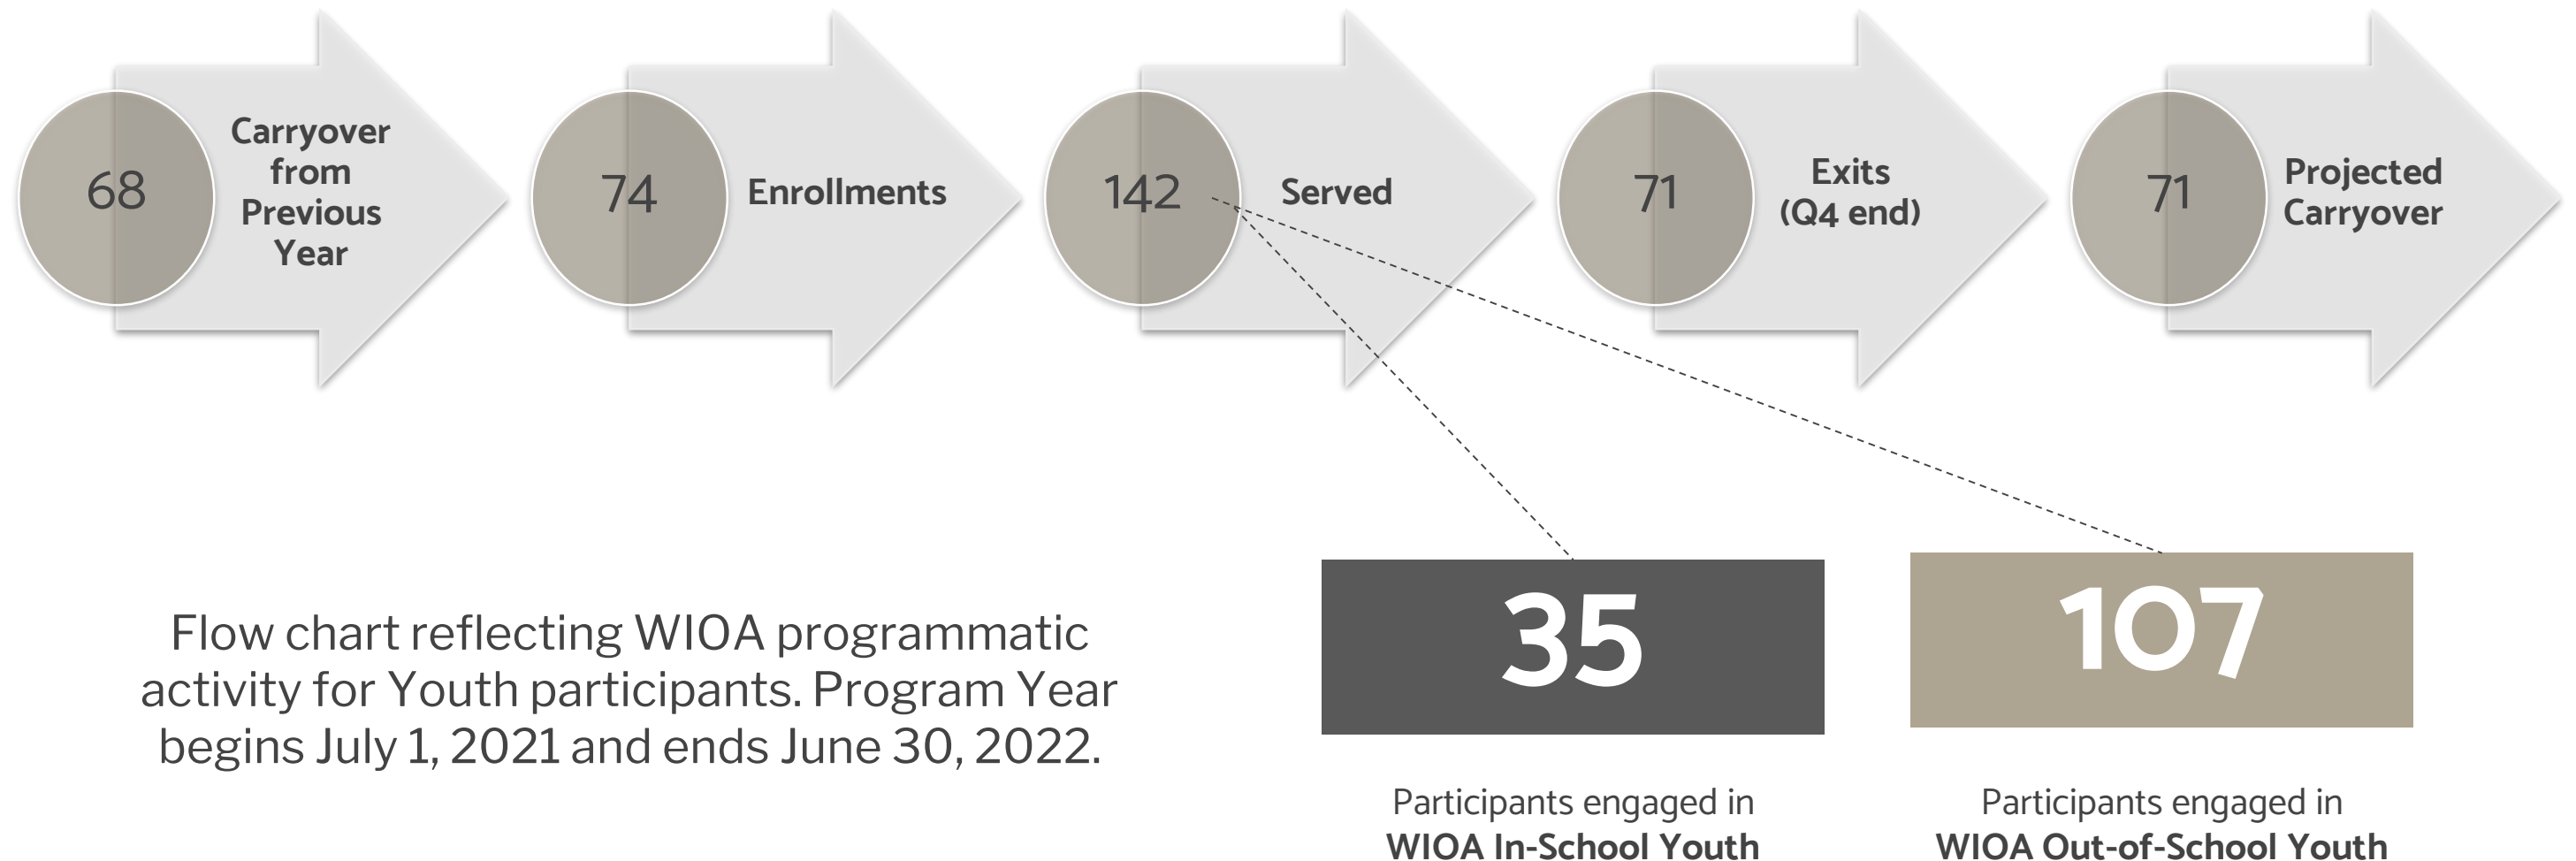 68
Carryover
from
Previous
Year
74
Enrollments
142
Served
71
Exits
(Q4 end)
71
Projected
Carryover
Flow chart reflecting WIOA programmatic
activity for Youth participants. Program Year
begins July 1, 2021 and ends June 30, 2022.
35
Participants engaged in
WIOA In-School Youth
107
Participants engaged in
WIOA Out-of-School Youth